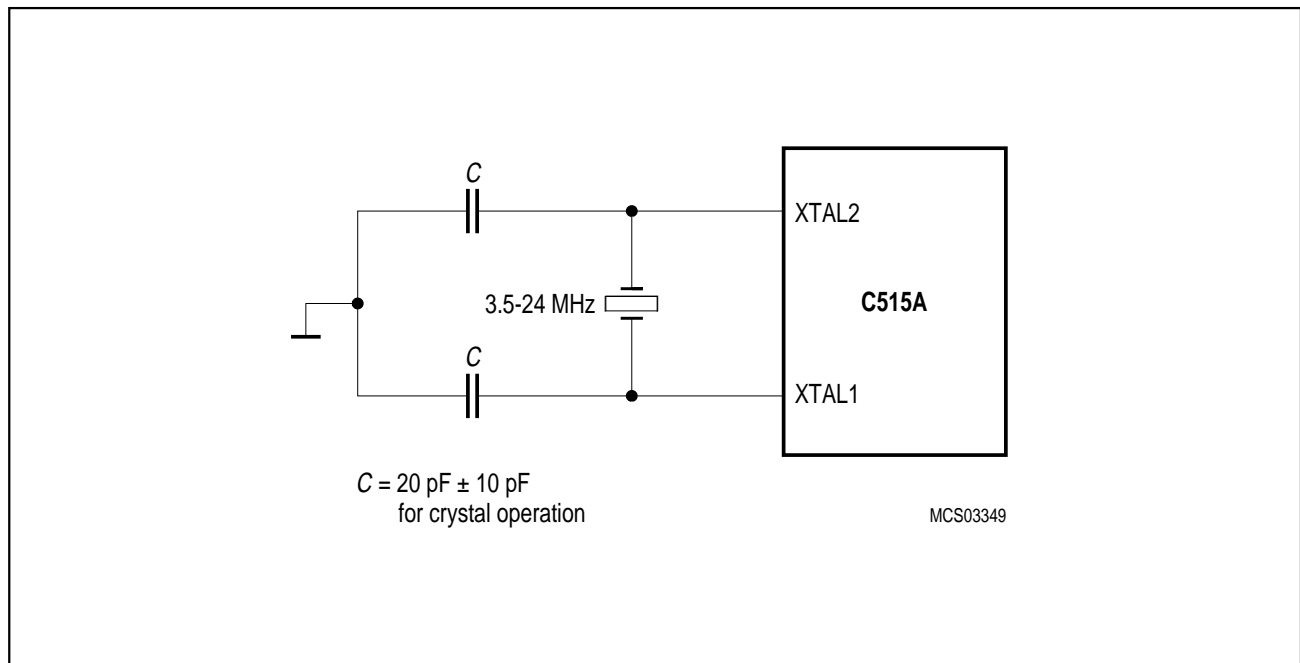 C
XTAL2
3.5-24 MHz
C515A
C
XTAL1
C = 20 pF ± 10 pF
for crystal operation
MCS03349